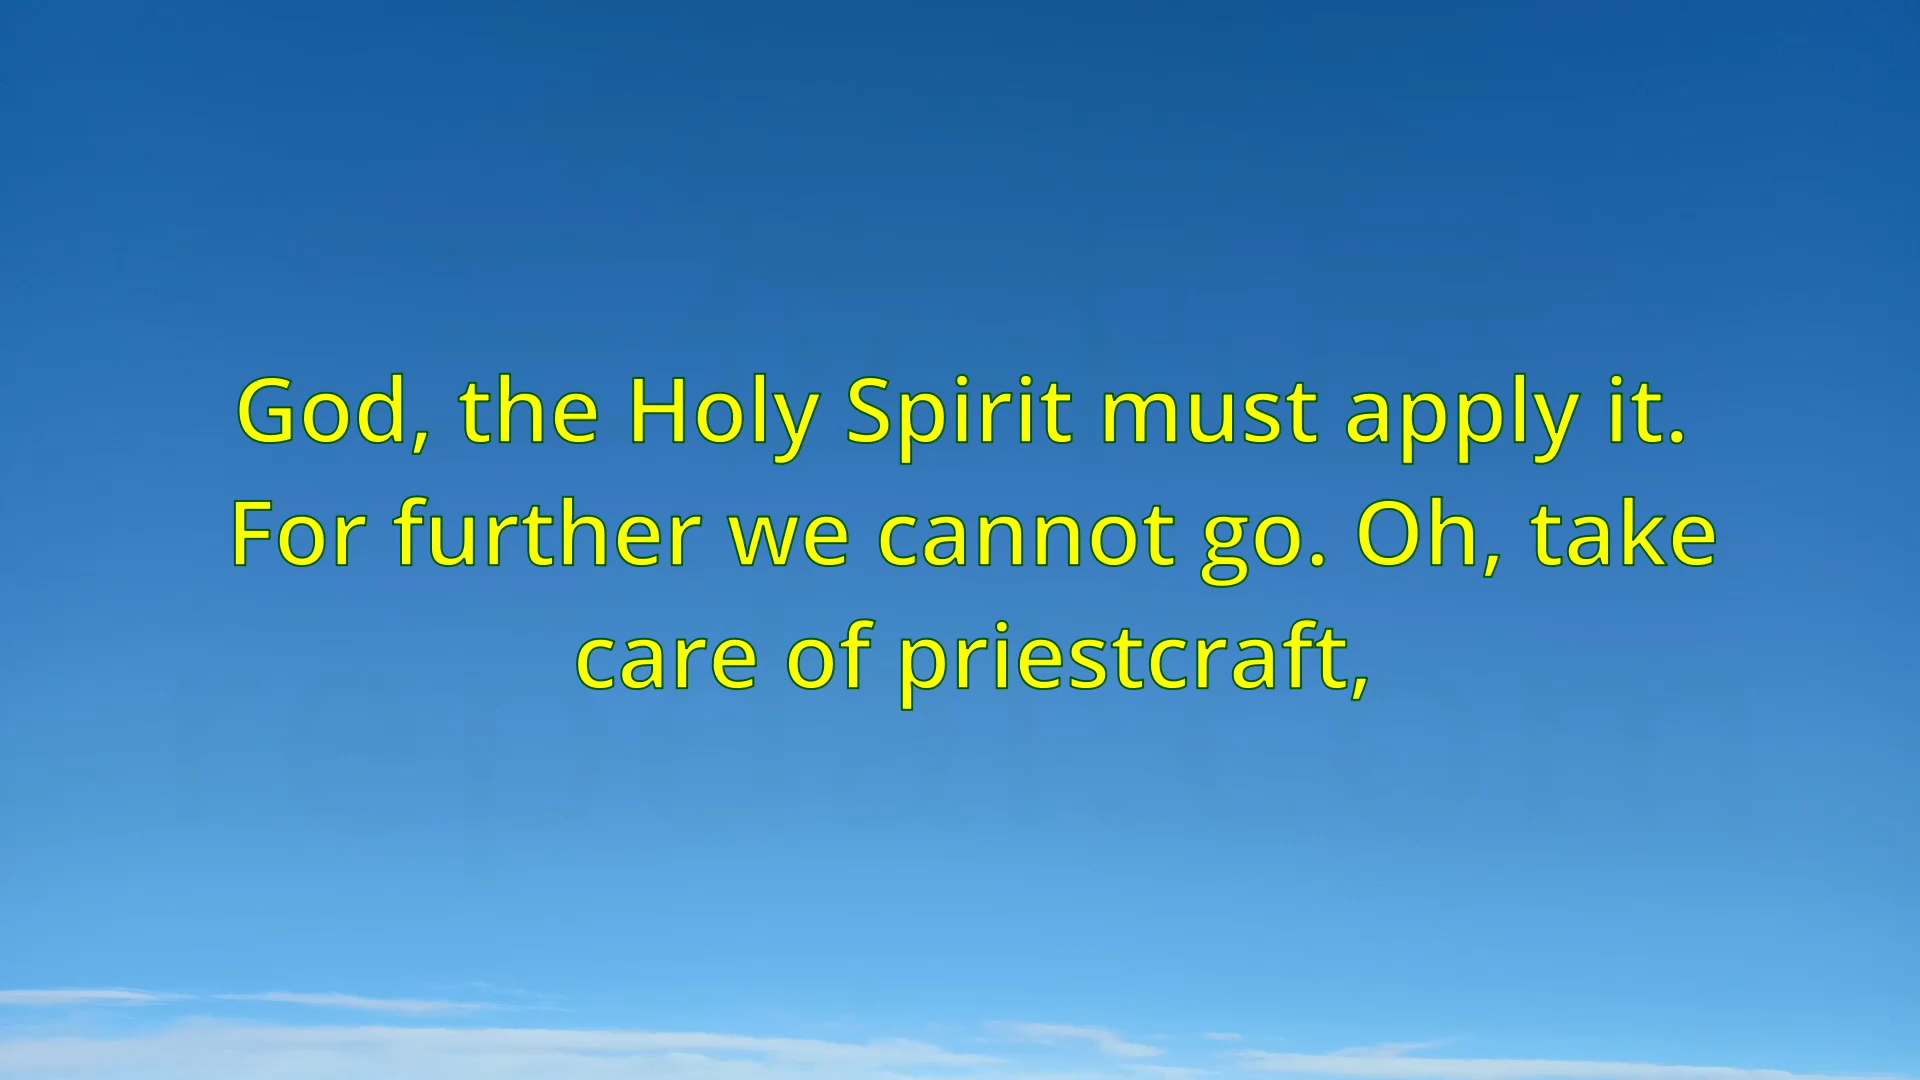 God, the Holy Spirit must apply it.
For further we cannot go. Oh, take
care of priestcraft,